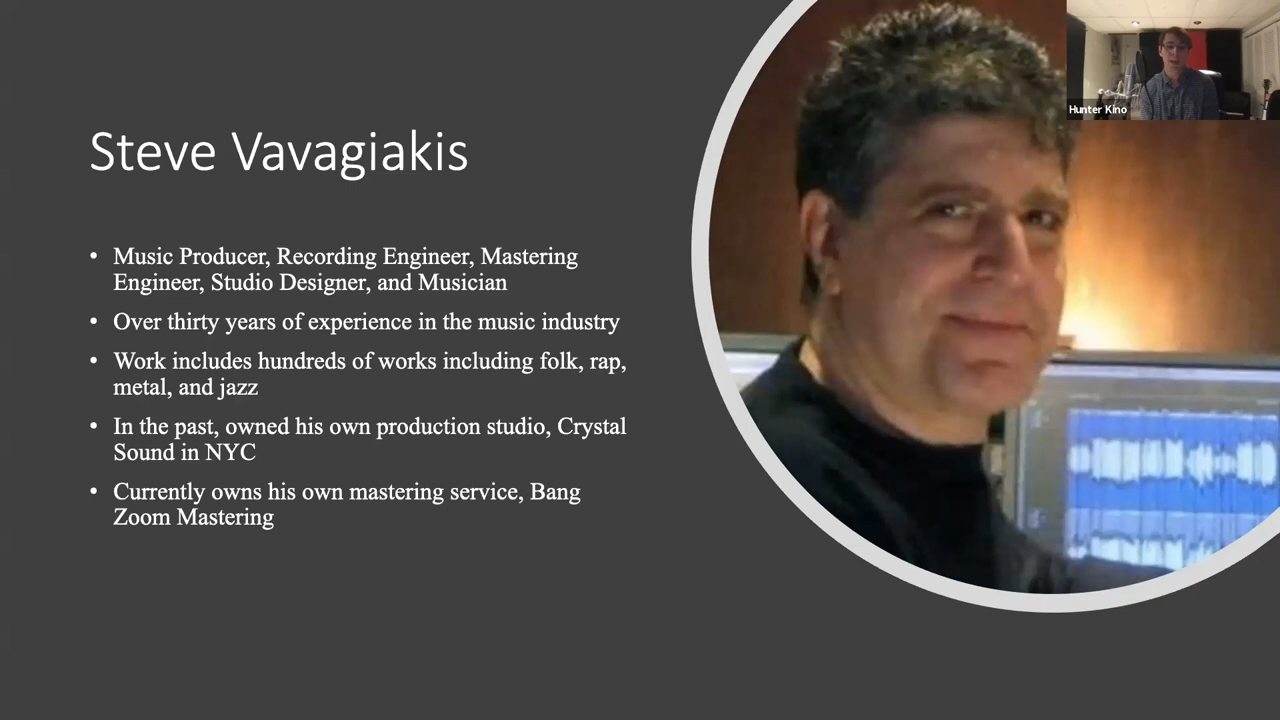 Steve Vavagiakis
• Music Producer, Recording Engineer, Mastering
Engineer, Studio Designer, and Musician
• Over thirty years of experience in the music industry
• Work includes hundreds of works including folk, rap,
metal, and jazz
• In the past, owned his own production studio, Crystal
Sound in NYC
• Currently owns his own mastering service, Bang
Zoom Mastering
Hunter Kino